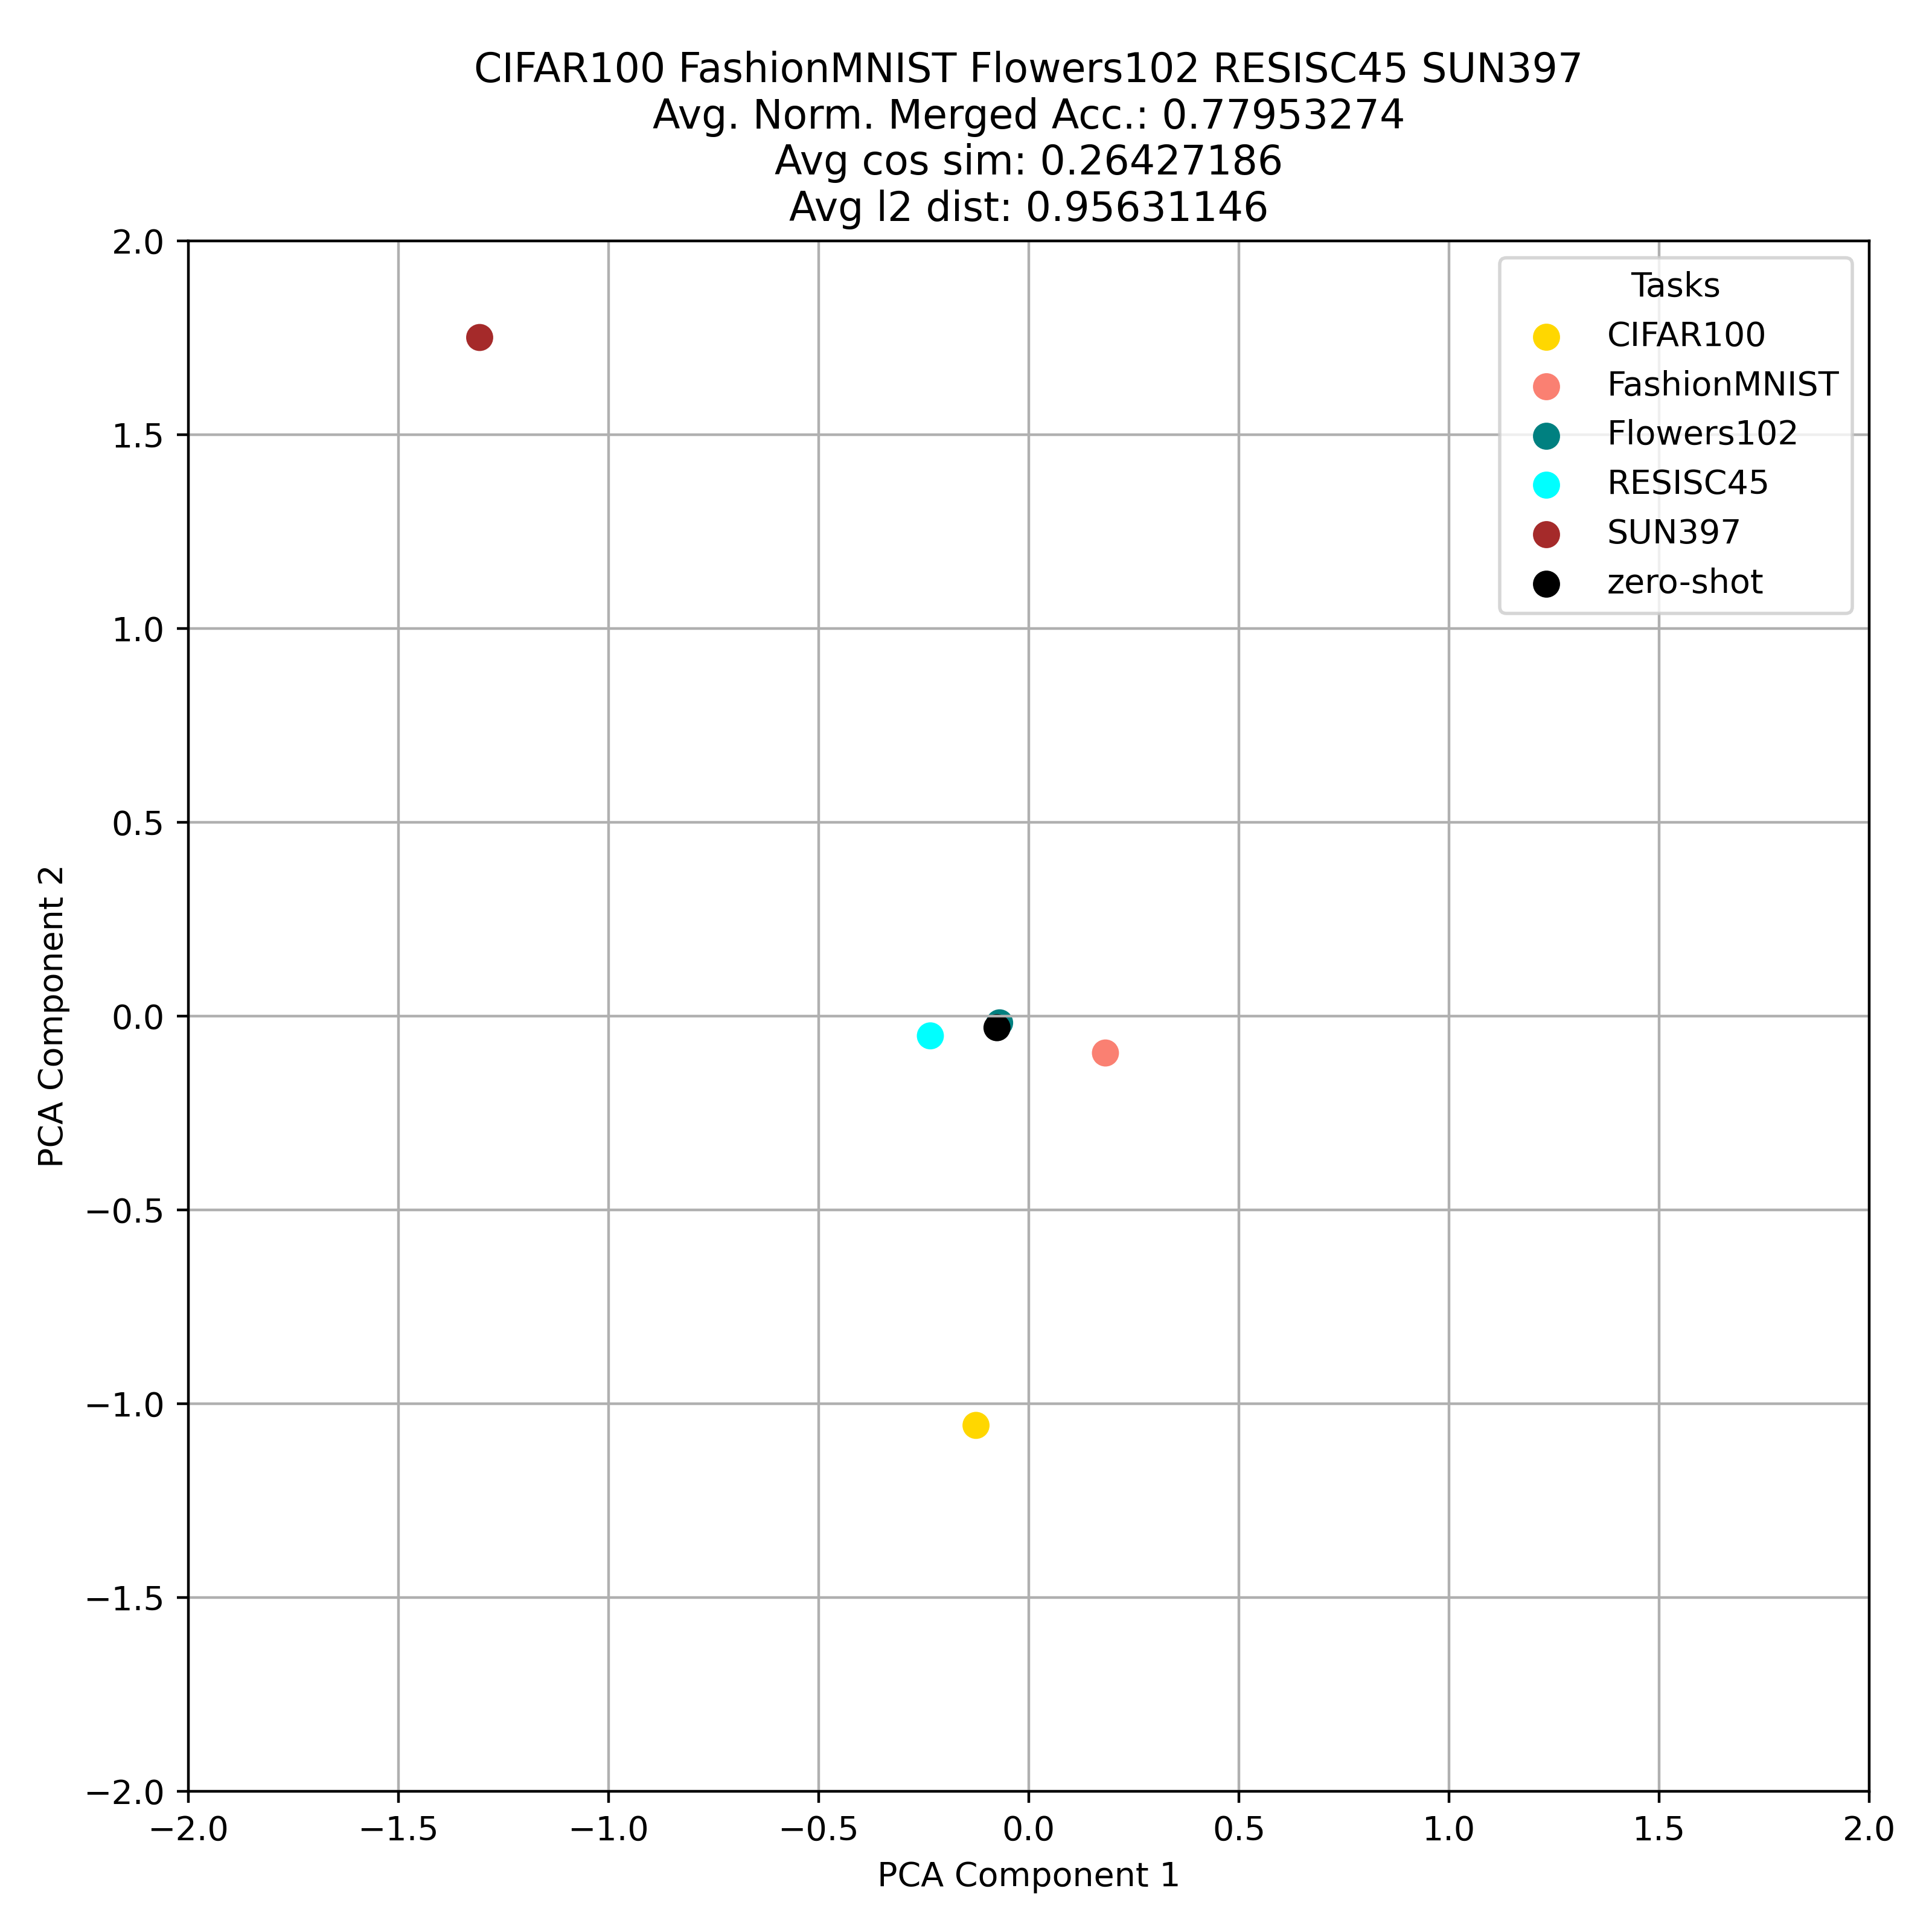 CIFAR100 FashionMNIST Flowers102 RESISC45 SUN397
Avg. Norm. Merged Acc.: 0.77953274
Avg cos sim: 0.26427186
Avg l2 dist: 0.95631146
Tasks
CIFAR100
FashionMNIST
Flowers102
RESISC45
SUN397
zero-shot
2.0
1.5
1.0
0.5
0.0
−0.5
−1.0
−1.5
−2.0
PCA Component 2
−2.0 −1.5 −1.0 −0.5 0.0 0.5 1.0 1.5 2.0
PCA Component 1